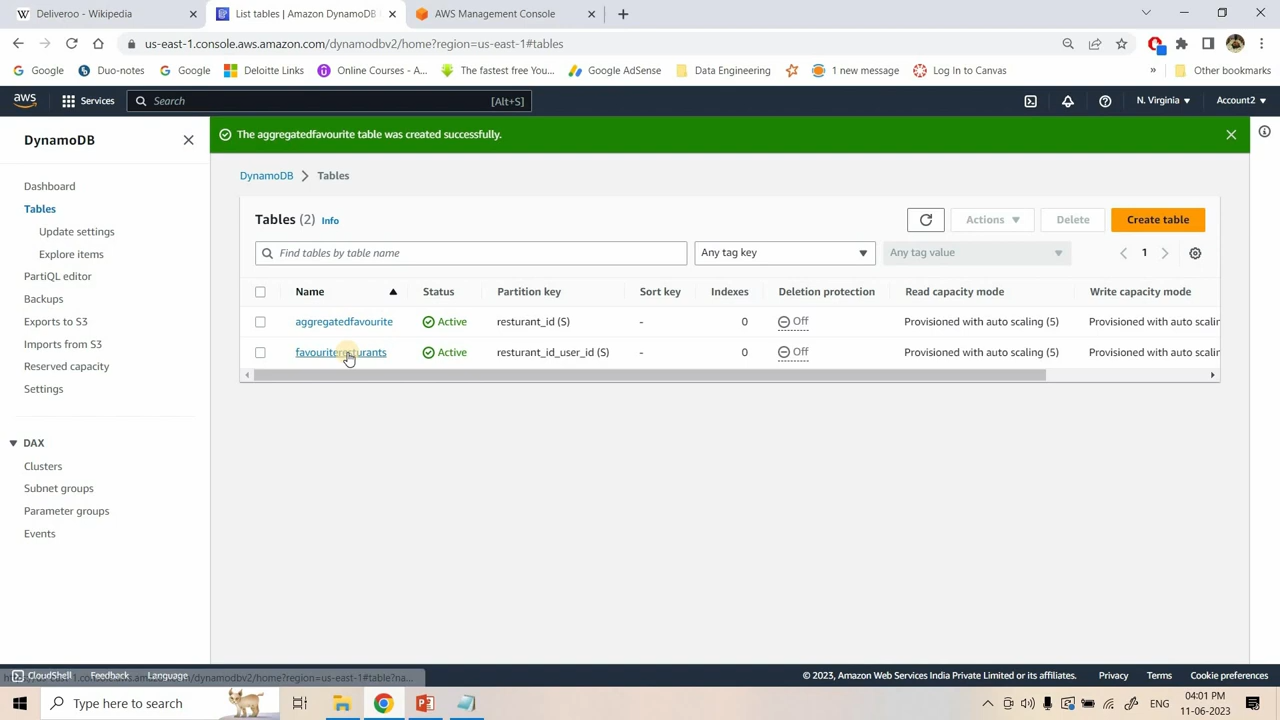 Deliveroo - Wikipedia
List tables | Amazon DynamoDB
AWS Management Console
us-east-1.console.aws.amazon.com/dynamodbv2/home?region=us-east-1#tables
Google
Duo-notes
Google
Deloitte Links
Online Courses - A...
The fastest free You...
Google AdSense
Data Engineering
1 new message
Log In to Canvas
»
Other bookmarks
aws
Services
Search
[Alt+S]
N. Virginia
Account2
DynamoDB
The aggregatedfavourite table was created successfully.
Dashboard
Tables
Update settings
Explore items
PartiQL editor
Backups
Exports to S3
Imports from S3
Reserved capacity
Settings
DAX
Clusters
Subnet groups
Parameter groups
Events
DynamoDB > Tables
Tables (2) Info
Actions
Delete
Create table
Find tables by table name
Any tag key
Any tag value
1
Name Status Partition key Sort key Indexes Deletion protection Read capacity mode Write capacity mode
aggregatedfavourite Active resturant_id (S) - 0 Off Provisioned with auto scaling (5) Provisioned with auto scalin
favouriteresturants Active resturant_id_user_id (S) - 0 Off Provisioned with auto scaling (5) Provisioned with auto scalin
CloudShell
Feedback
Language
© 2023, Amazon Web Services India Private Limited or its affiliates.
Privacy
Terms
Cookie preferences
Type here to search
ENG
04:01 PM
11-06-2023